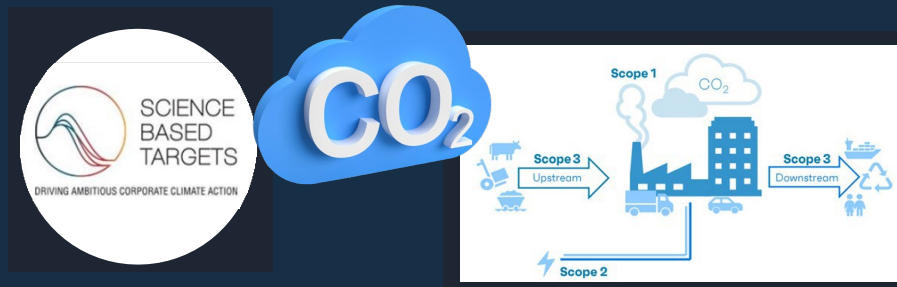 SCIENCE
BASED
TARGETS
DRIVING AMBITIOUS CORPORATE CLIMATE ACTION
CO2
Scope 1
CO2
Scope 3
Upstream
Scope 3
Downstream
Scope 2